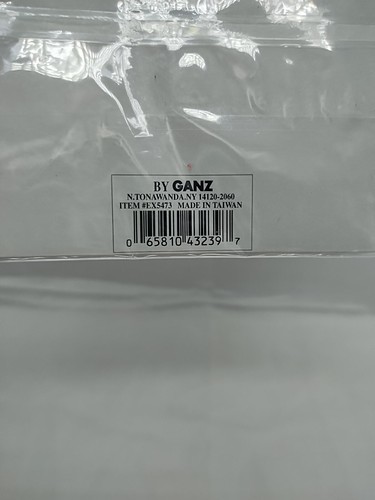 BY GANZ
N.TONAWANDA.NY 14120-2060
ITEM #EX5473 MADE IN TAIWAN
0 65810 43239 7